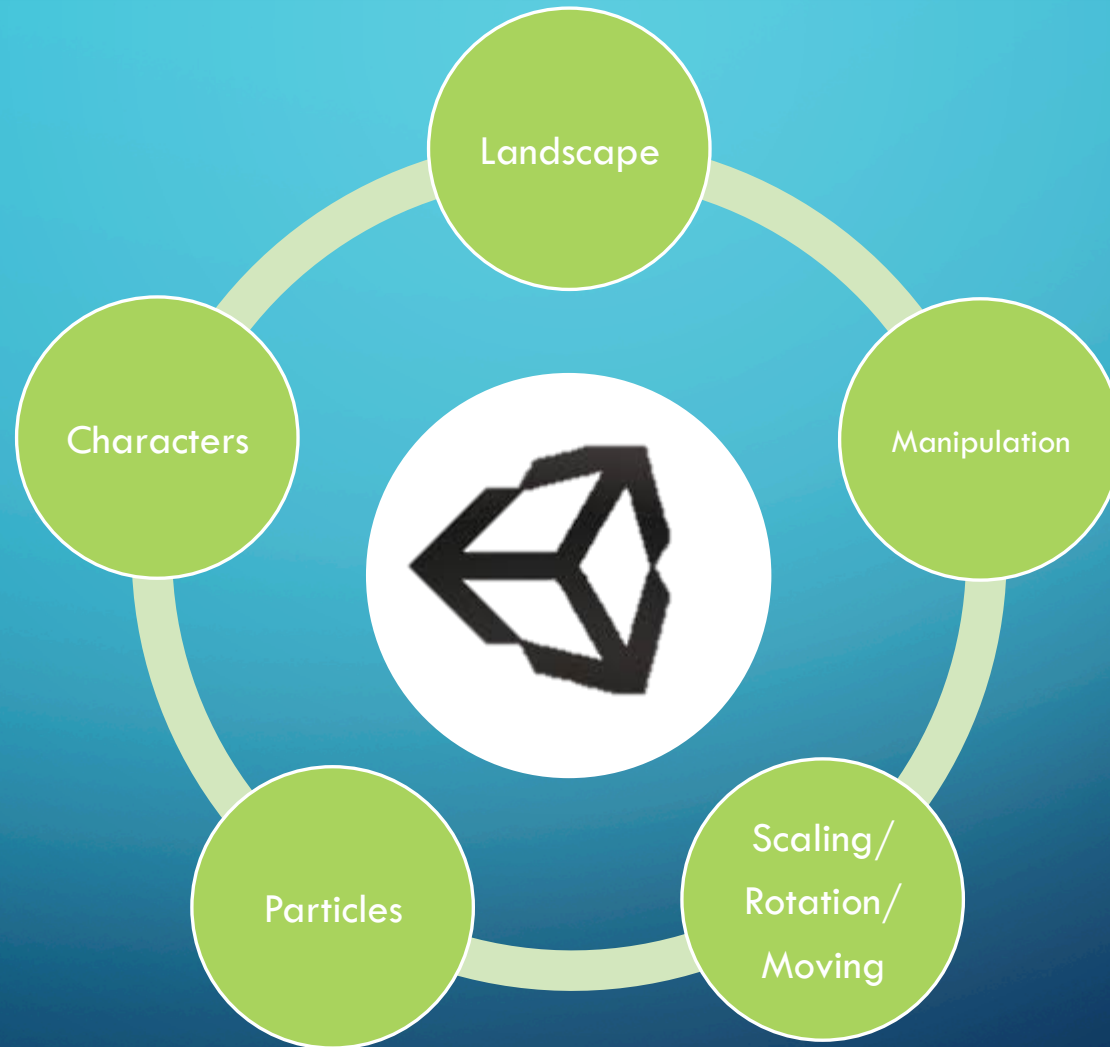 Landscape
Manipulation
Scaling/
Rotation/
Moving
Particles
Characters